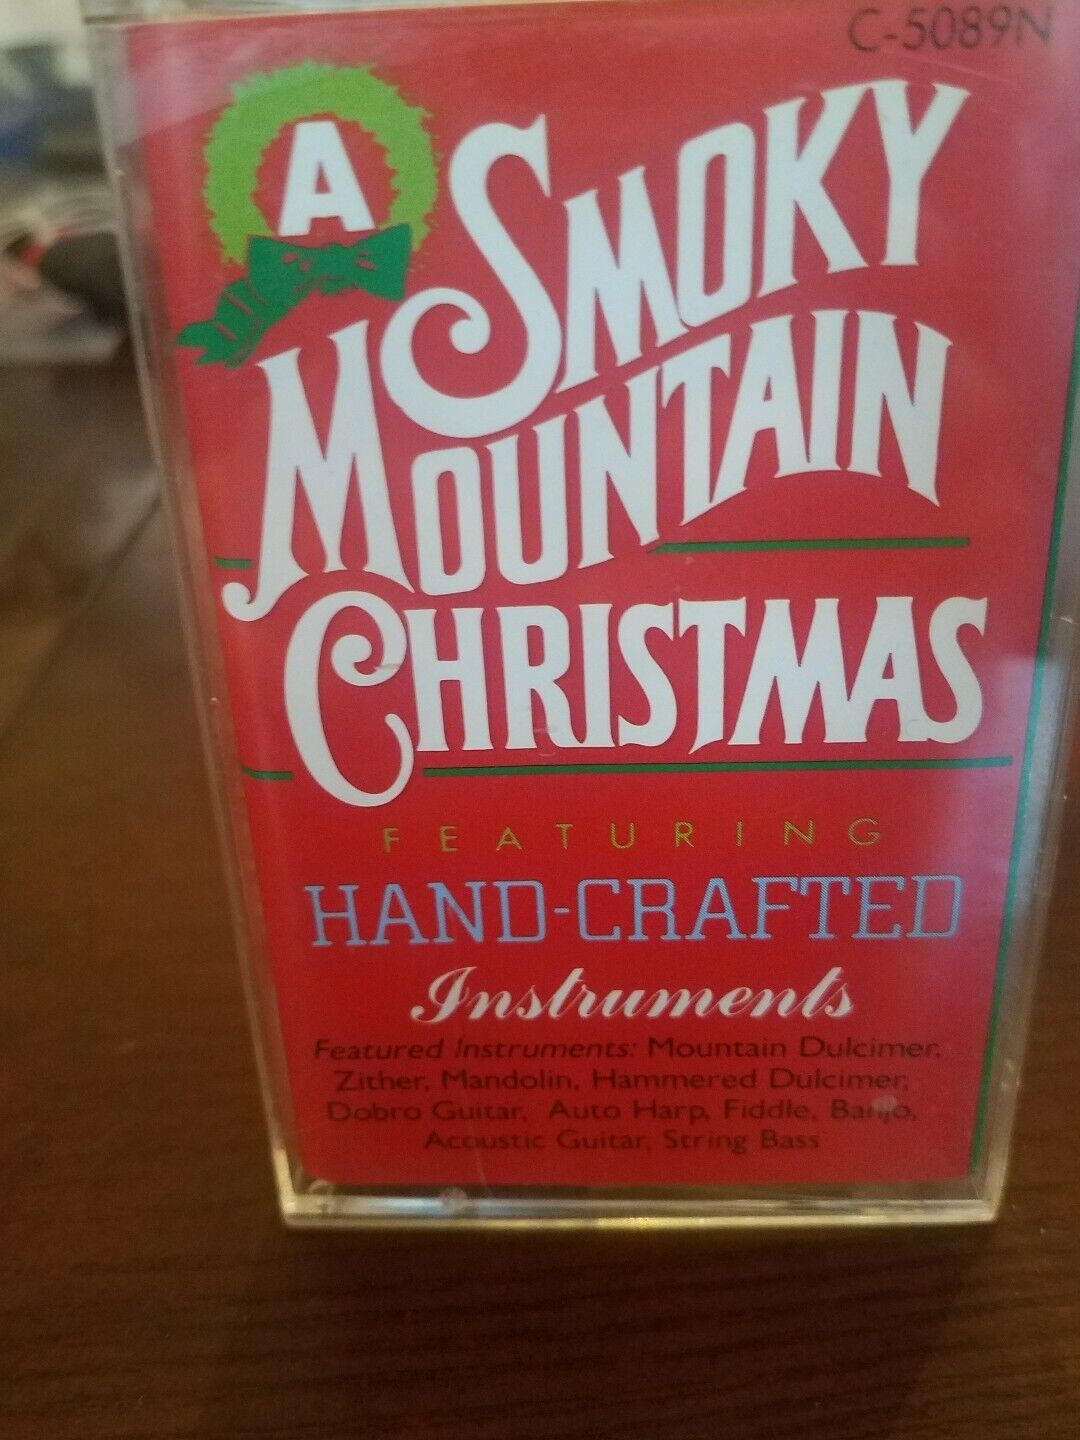 C-5089N
A
SMOKY
MOUNTAIN
CHRISTMAS
FEATURING
HAND-CRAFTED
Instruments
Featured Instruments: Mountain Dulcimer,
Zither, Mandolin, Hammered Dulcimer,
Dobro Guitar, Auto Harp, Fiddle, Banjo,
Acoustic Guitar, String Bass